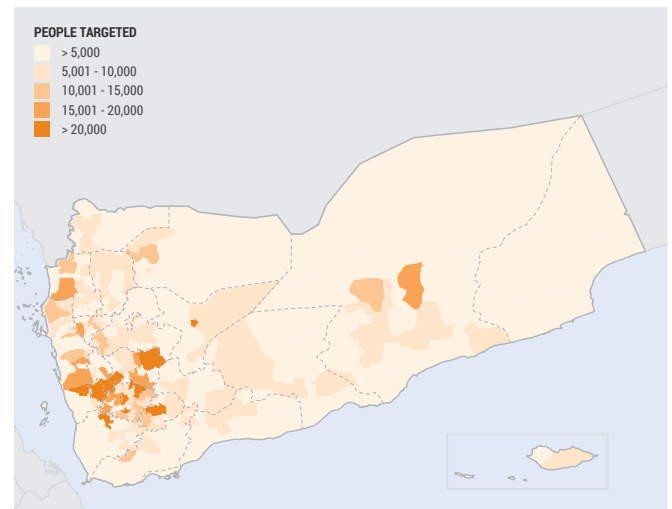 PEOPLE TARGETED
> 5,000
5,001 - 10,000
10,001 - 15,000
15,001 - 20,000
> 20,000